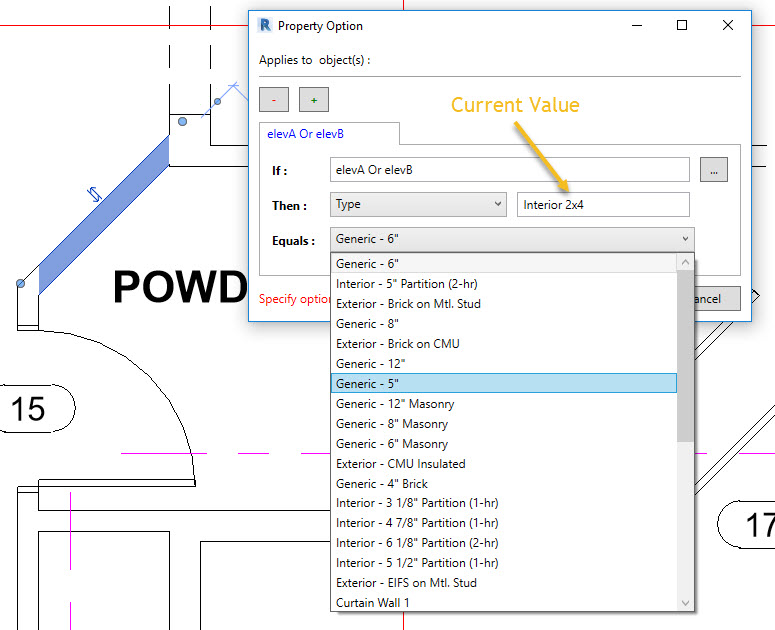 Property Option
Applies to object(s) :
- +
Current Value
elevA Or elevB
If : elevA Or elevB ...
Then : Type Interior 2x4
Equals : Generic - 6"
Generic - 6"
Interior - 5" Partition (2-hr)
Specify
Exterior - Brick on Mtl. Stud
Generic - 8"
Exterior - Brick on CMU
Generic - 12"
Generic - 5"
Generic - 12" Masonry
Generic - 8" Masonry
Generic - 6" Masonry
Exterior - CMU Insulated
Generic - 4" Brick
Interior - 3 1/8" Partition (1-hr)
Interior - 4 7/8" Partition (1-hr)
Interior - 6 1/8" Partition (2-hr)
Interior - 5 1/2" Partition (1-hr)
Exterior - EIFS on Mtl. Stud
Curtain Wall 1
POWD
15
17